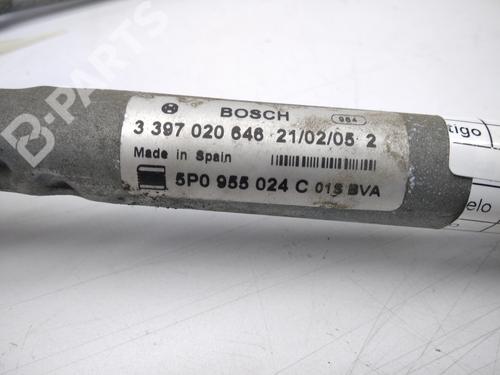 B-PARTS
BOSCH 984
3 397 020 646 21/02/05 2
Made in Spain
5P0 955 024 C 015 BVA
tigo
elo